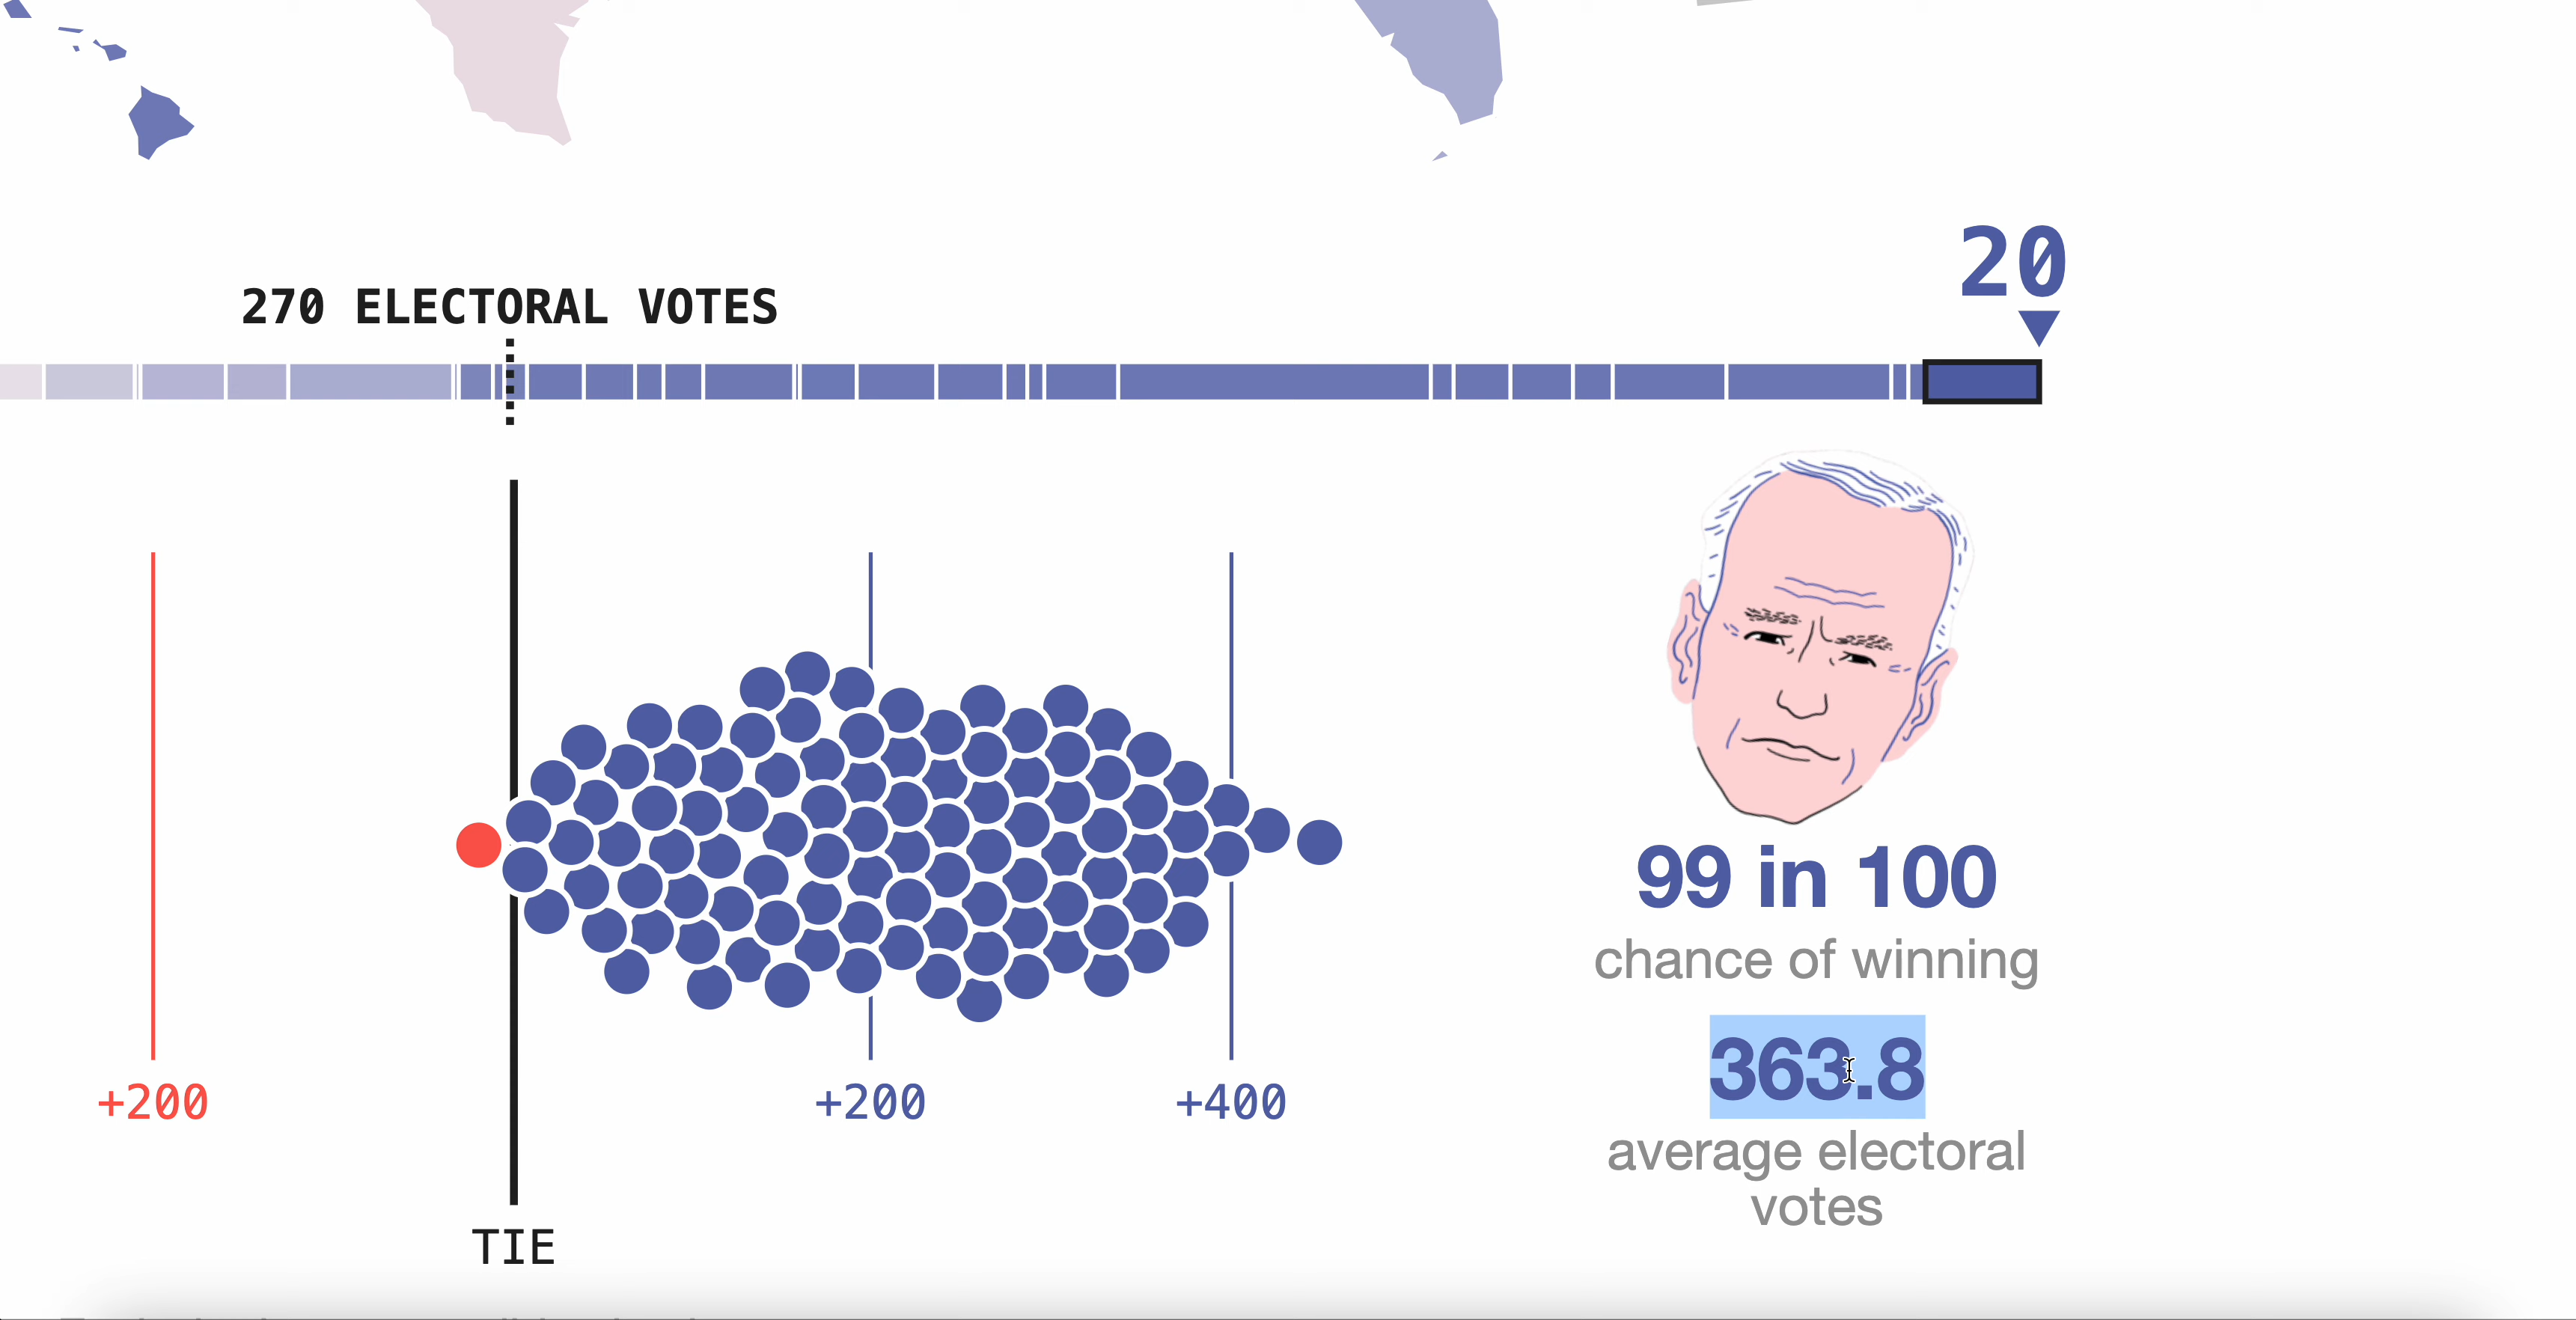 20
270 ELECTORAL VOTES
99 in 100
chance of winning
363.8
average electoral
votes
+200
+200
+400
TIE